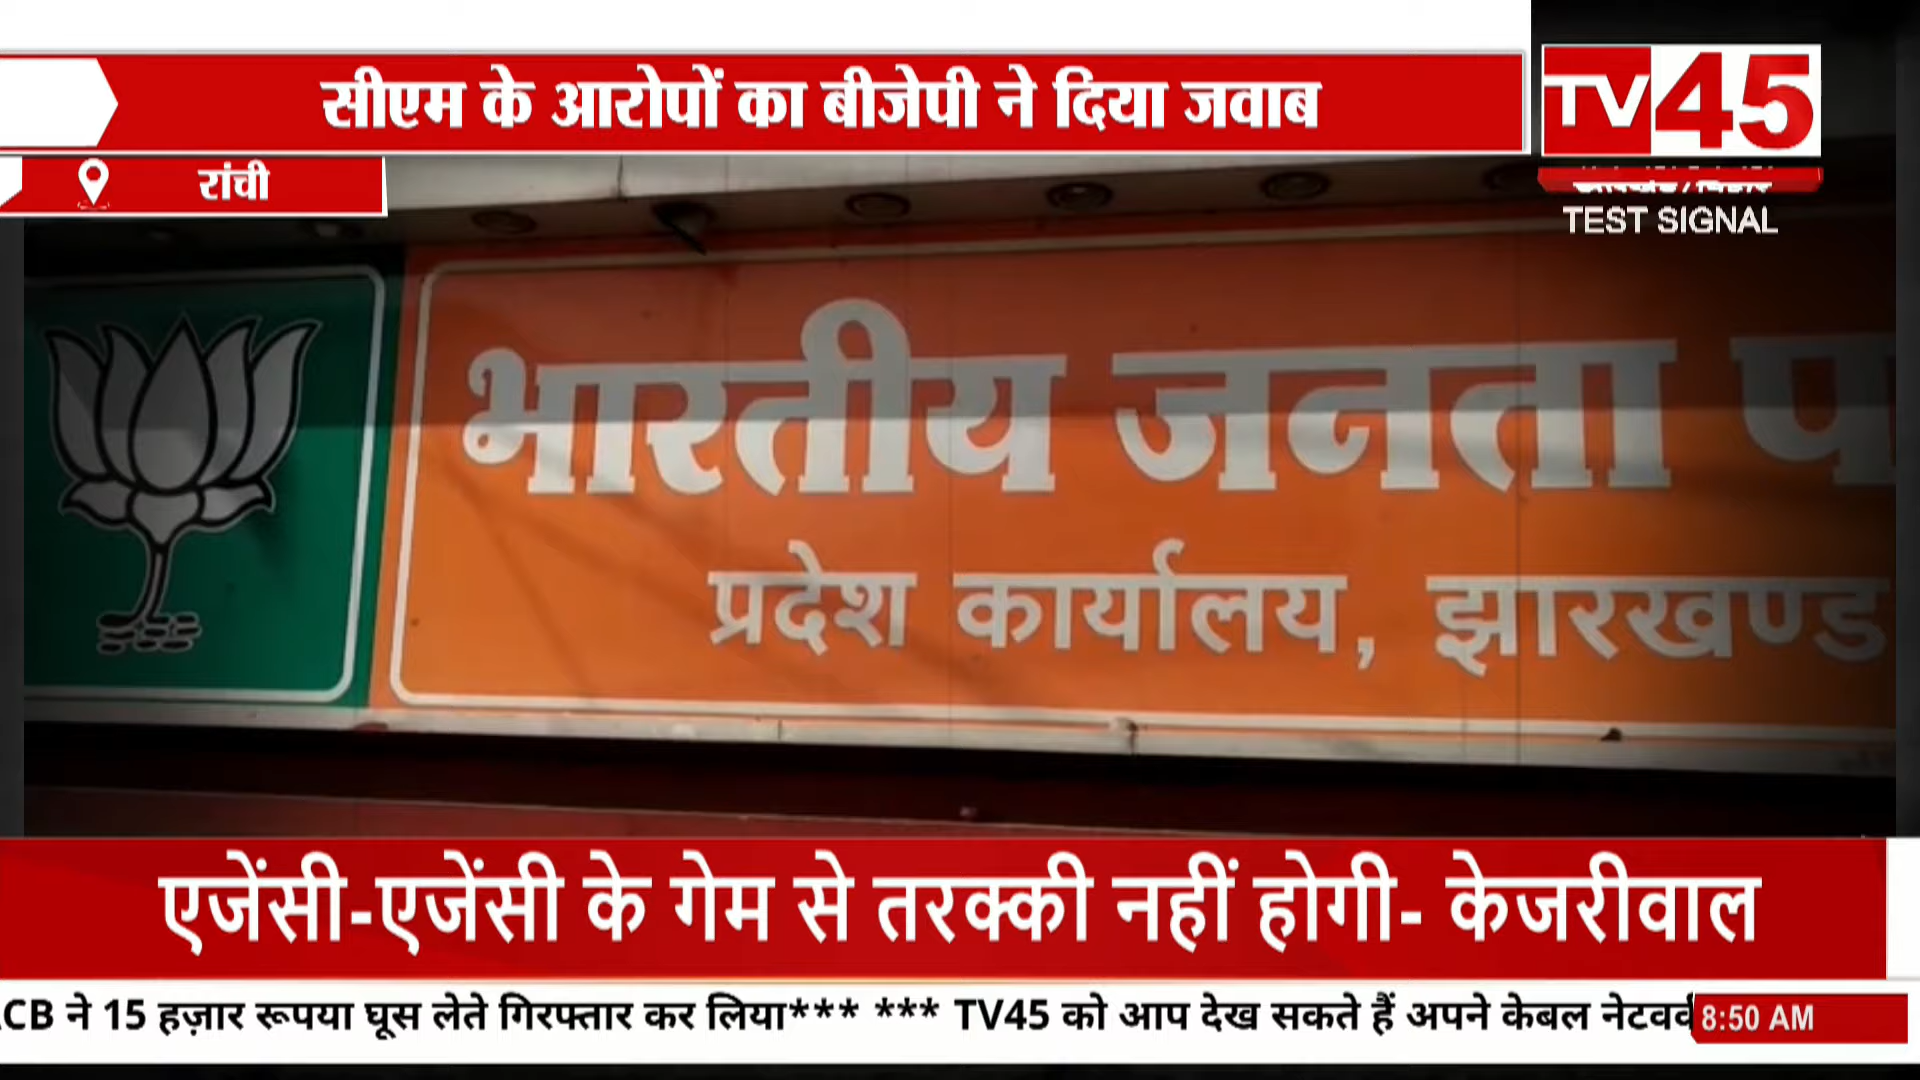 सीएम के आरोपों का बीजेपी ने दिया जवाब
TV45
रांची
TEST SIGNAL
भारतीय जनता
प्रदेश कार्यालय, झारखण्ड
एजेंसी-एजेंसी के गेम से तरक्की नहीं होगी- केजरीवाल
CB ने 15 हज़ार रूपया घूस लेते गिरफ्तार कर लिया*** *** TV45 को आप देख सकते हैं अपने केबल
8:50 AM